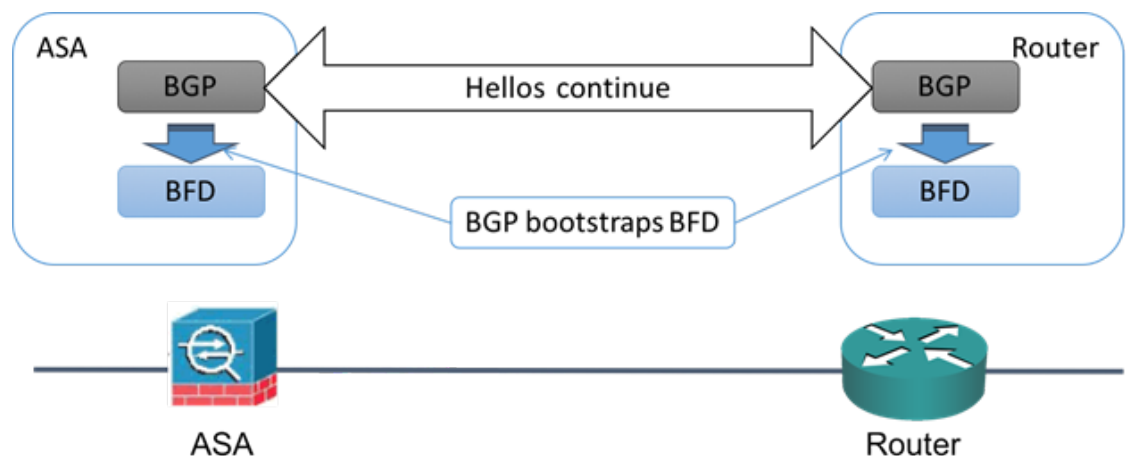 ASA
Router
BGP
Hellos continue
BGP
BFD
BFD
BGP bootstraps BFD
ASA
Router